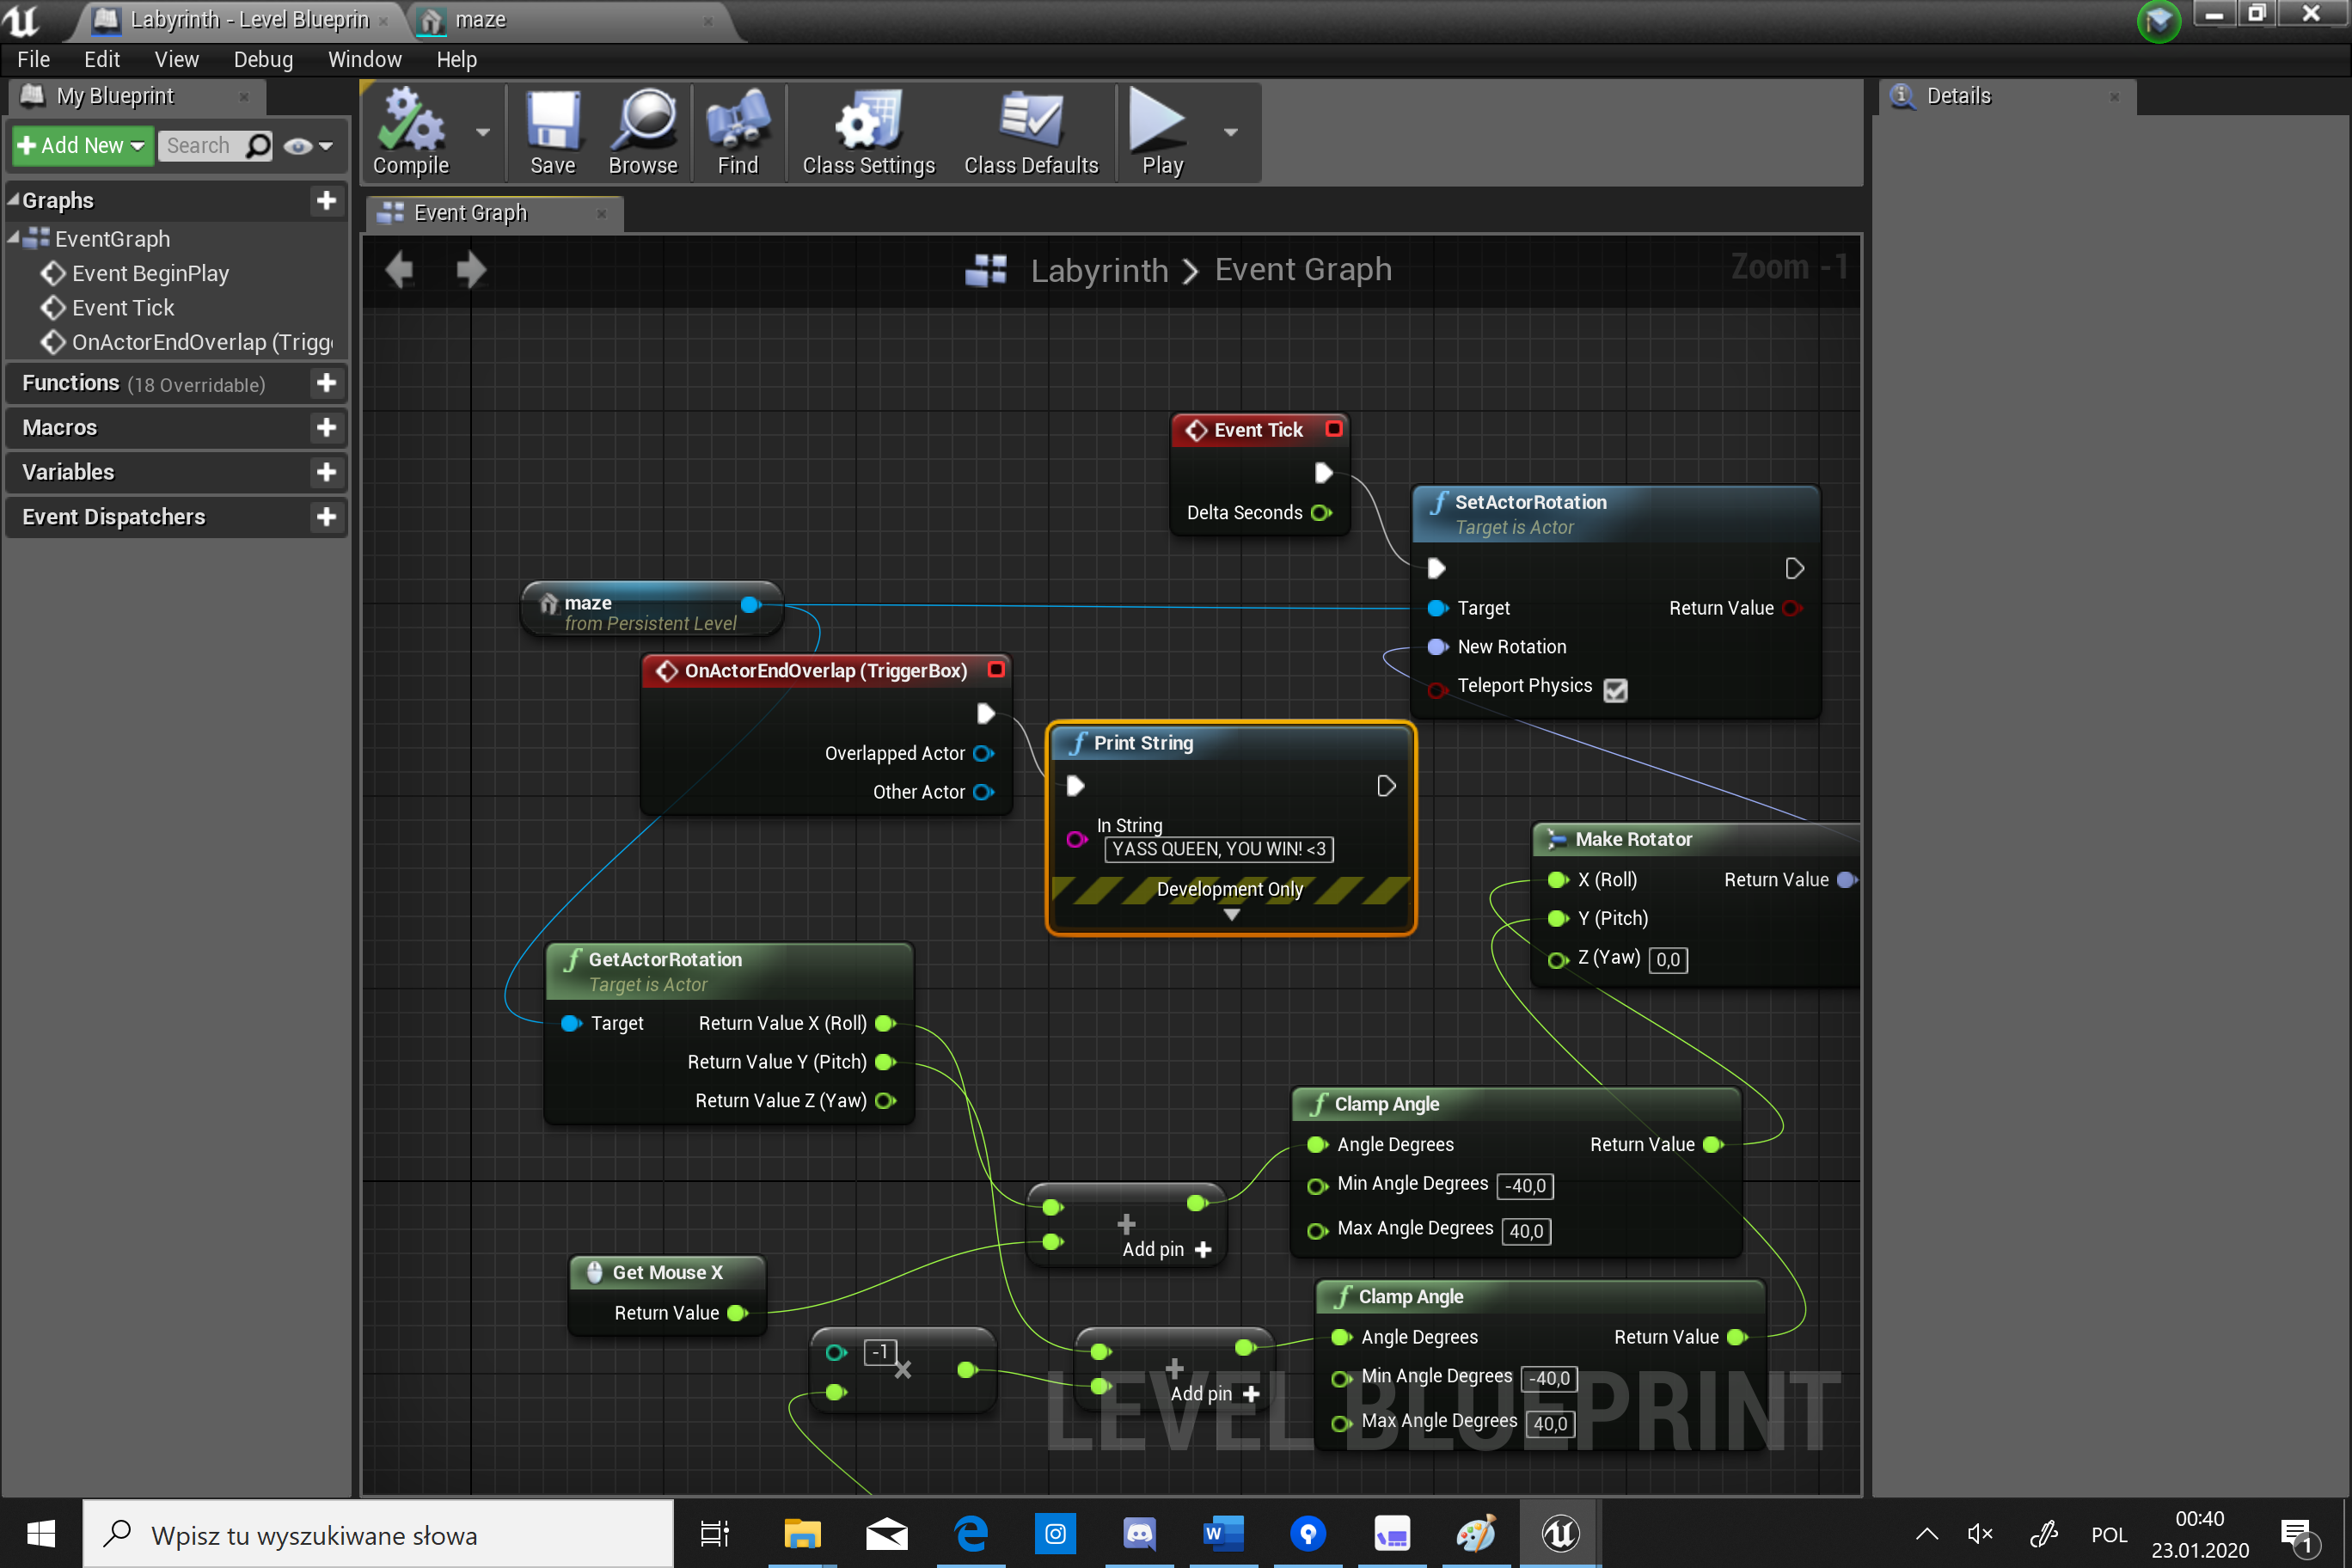 Labyrinth - Level Blueprin
maze
File Edit View Debug Window Help
My Blueprint
Add New
Search
Graphs
EventGraph
Event BeginPlay
Event Tick
OnActorEndOverlap (Trigg
Functions (18 Overridable)
Macros
Variables
Event Dispatchers
Compile
Save
Browse
Find
Class Settings
Class Defaults
Play
Event Graph
Labyrinth > Event Graph
Zoom -1
Details
Event Tick
Delta Seconds
SetActorRotation
Target is Actor
Target
Return Value
New Rotation
Teleport Physics
maze
from Persistent Level
OnActorEndOverlap (TriggerBox)
Overlapped Actor
Other Actor
Print String
In String
YASS QUEEN, YOU WIN! <3
Development Only
Make Rotator
X (Roll)
Return Value
Y (Pitch)
Z (Yaw) 0,0
GetActorRotation
Target is Actor
Target
Return Value X (Roll)
Return Value Y (Pitch)
Return Value Z (Yaw)
Clamp Angle
Angle Degrees
Return Value
Min Angle Degrees -40,0
Max Angle Degrees 40,0
+
Add pin +
Get Mouse X
Return Value
-1
×
+
Add pin +
Clamp Angle
Angle Degrees
Return Value
Min Angle Degrees -40,0
Max Angle Degrees 40,0
LEVEL BLUEPRINT
Wpisz tu wyszukiwane słowa
POL
00:40
23.01.2020
1